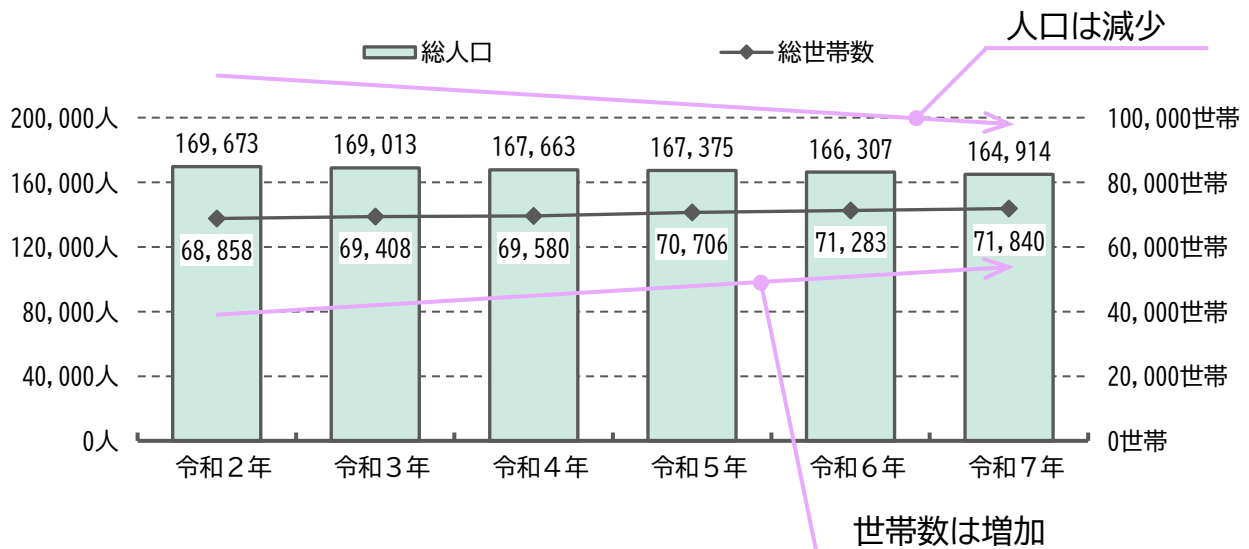 人口は減少
総人口 総世帯数
200,000人 100,000世帯
169,673 169,013 167,663 167,375 166,307 164,914
160,000人 80,000世帯
120,000人 60,000世帯
68,858 69,408 69,580 70,706 71,283 71,840
80,000人 40,000世帯
40,000人 20,000世帯
0人 0世帯
令和2年 令和3年 令和4年 令和5年 令和6年 令和7年
世帯数は増加